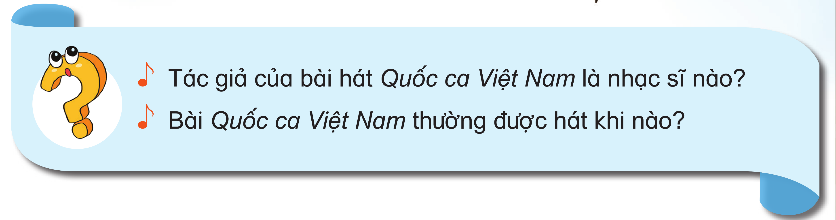 Tác giả của bài hát Quốc ca Việt Nam là nhạc sĩ nào?
Bài Quốc ca Việt Nam thường được hát khi nào?